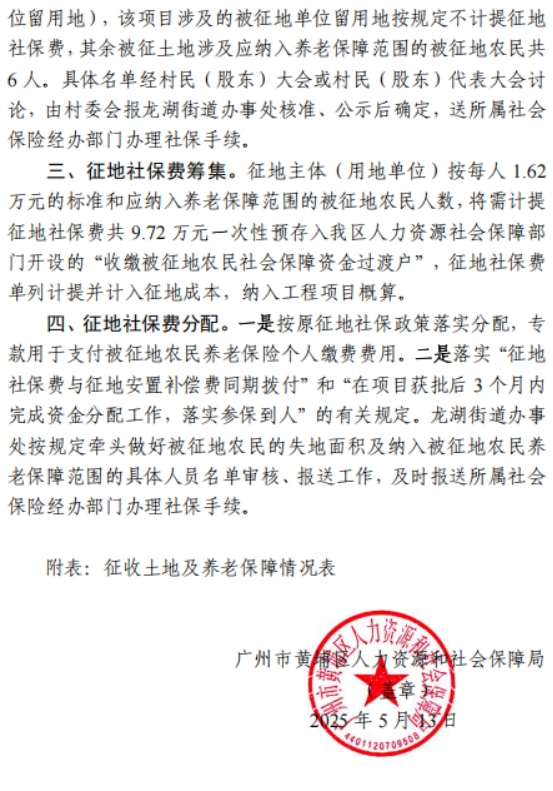 位留用地），该项目涉及的被征地单位留用地按规定不计提征地
社保费，其余被征土地涉及应纳入养老保障范围的被征地农民共
6 人。具体名单经村民（股东）大会或村民（股东）代表大会讨
论，由村委会报龙湖街道办事处核准、公示后确定，送所属社会
保险经办部门办理社保手续。
三、征地社保费筹集。征地主体（用地单位）按每人 1.62
万元的标准和应纳入养老保障范围的被征地农民人数，将需计提
征地社保费共 9.72 万元一次性预存入我区人力资源社会保障部
门开设的“收缴被征地农民社会保障资金过渡户”，征地社保费
单列计提并计入征地成本，纳入工程项目概算。
四、征地社保费分配。一是按原征地社保政策落实分配，专
款用于支付被征地农民养老保险个人缴费费用。二是落实“征地
社保费与征地安置补偿费同期拨付”和“在项目获批后 3 个月内
完成资金分配工作，落实参保到人”的有关规定。龙湖街道办事
处按规定牵头做好被征地农民的失地面积及纳入被征地农民养
老保障范围的具体人员名单审核、报送工作，及时报送所属社会
保险经办部门办理社保手续。
附表：征收土地及养老保障情况表
广州市黄埔区人力资源和社会保障局
（盖章）
2025 年 5 月 13 日
广州市黄埔区人力资源和社会保障局
4401120709508